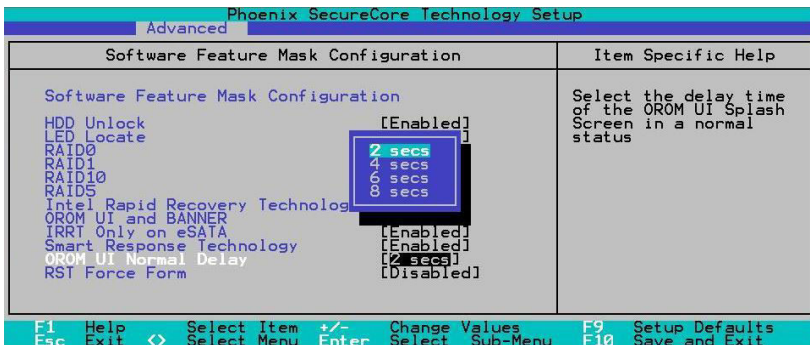 Phoenix SecureCore Technology Setup
Advanced
Software Feature Mask Configuration
Item Specific Help
Software Feature Mask Configuration
HDD Unlock [Enabled]
LED Locate ]
RAID0
RAID1
RAID10
RAID5
Intel Rapid Recovery Technolog
OROM UI and BANNER
IRRT Only on eSATA [Enabled]
Smart Response Technology [Enabled]
OROM UI Normal Delay [2 secs]
RST Force Form [Disabled]
2 secs
4 secs
6 secs
8 secs
Select the delay time
of the OROM UI Splash
Screen in a normal
status
F1 Help Select Item +/- Change Values F9 Setup Defaults
Esc Exit <> Select Menu Enter Select Sub-Menu F10 Save and Exit